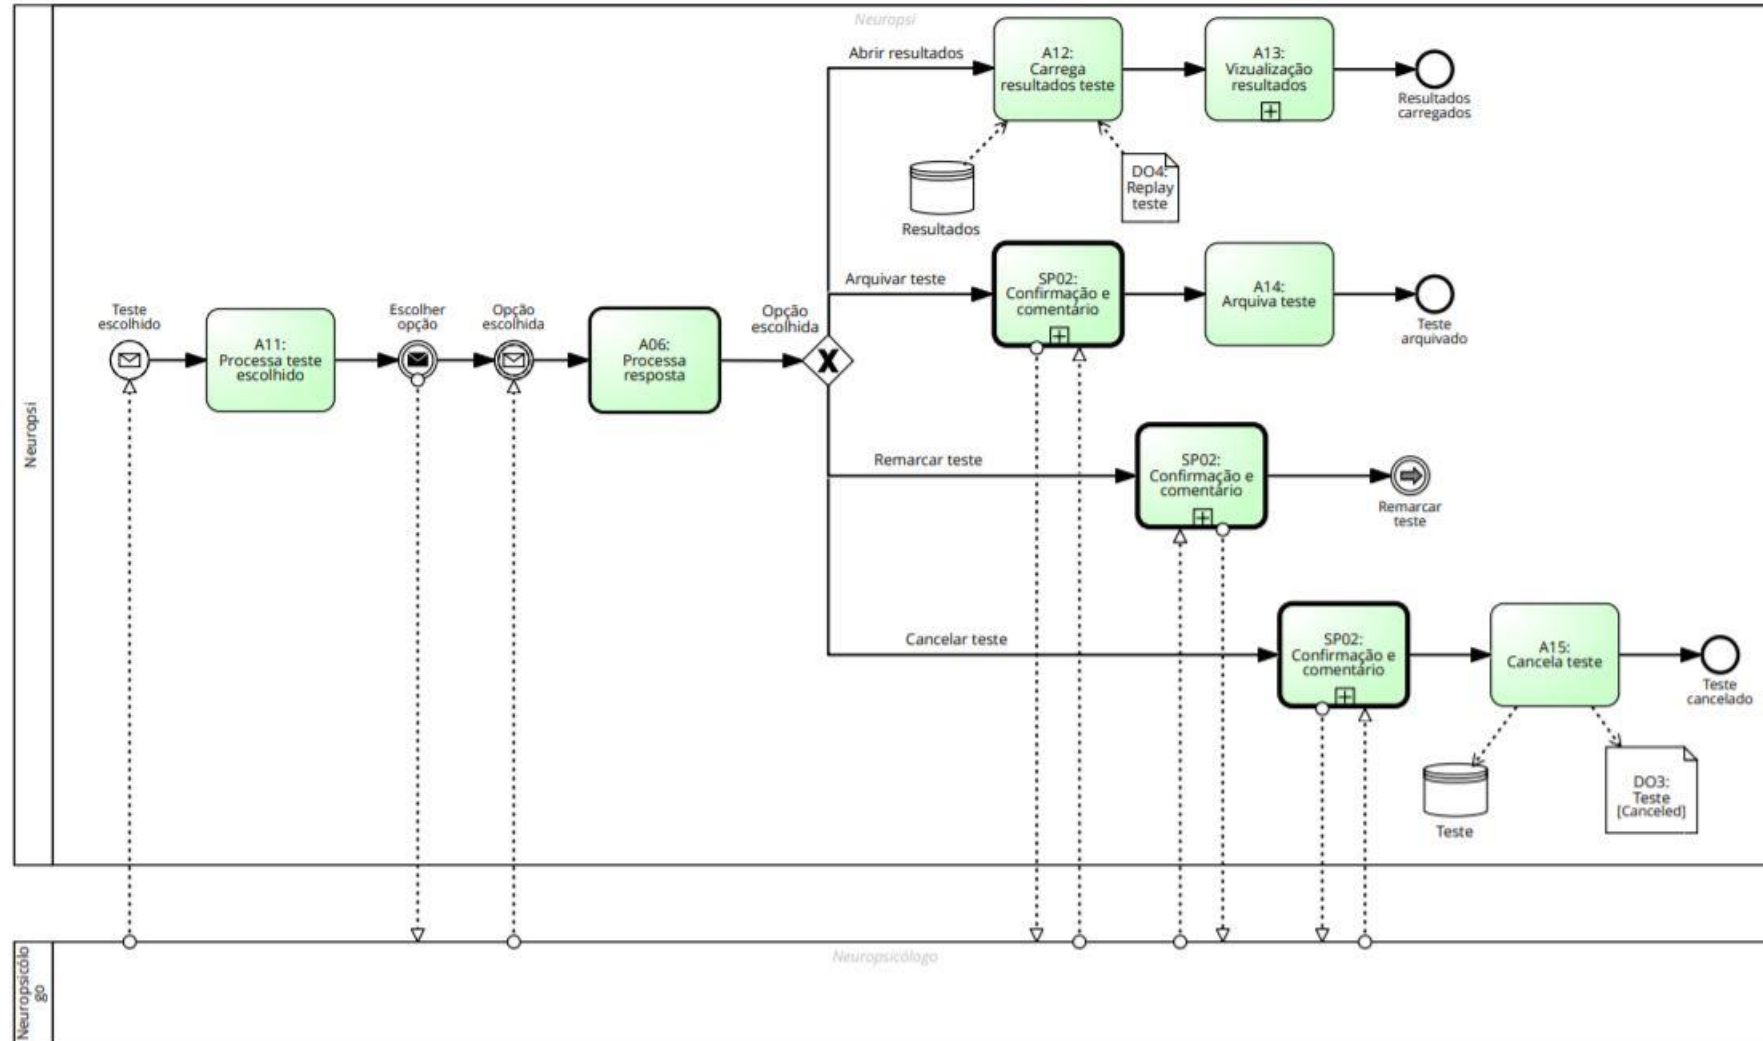 Neuropsi
Neuropsi
Abrir resultados
A12:
Carrega
resultados teste
A13:
Vizualização
resultados
Resultados
carregados
Resultados
DO4:
Replay
teste
Arquivar teste
SP02:
Confirmação e
comentário
A14:
Arquiva teste
Teste
arquivado
Teste
escolhido
A11:
Processa teste
escolhido
Escolher
opção
Opção
escolhida
A06:
Processa
resposta
Opção
escolhida
Remarcar teste
SP02:
Confirmação e
comentário
Remarcar
teste
Cancelar teste
SP02:
Confirmação e
comentário
A15:
Cancela teste
Teste
cancelado
Teste
DO3:
Teste
[Canceled]
Neuropsicólo
go
Neuropsicólogo